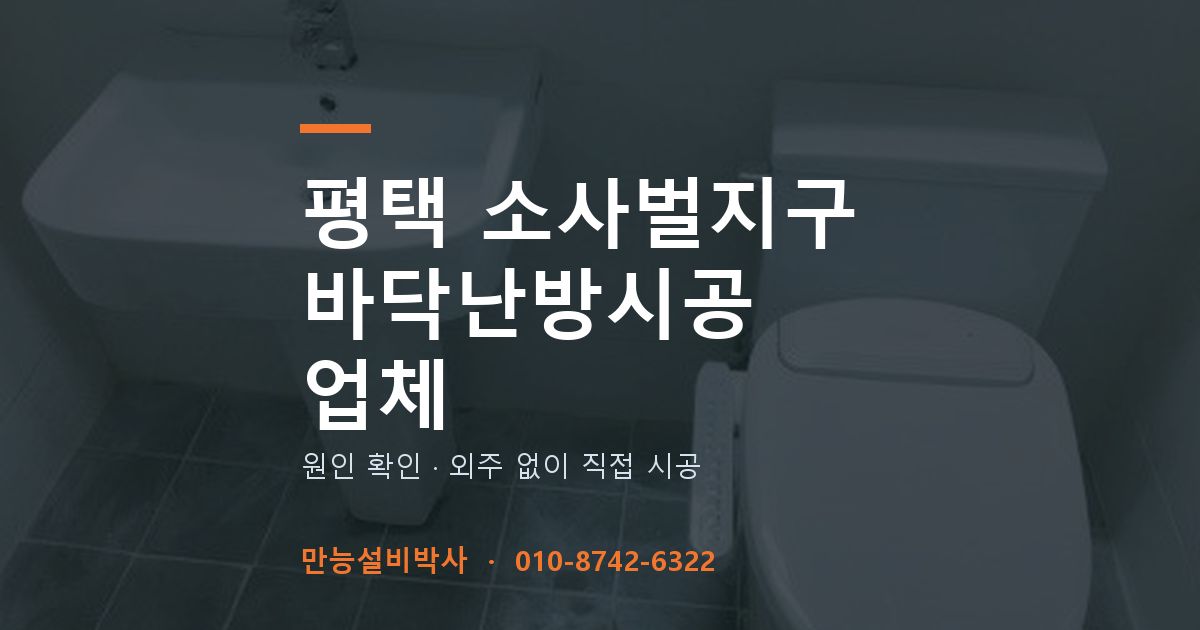 평택 소사벌지구
바닥난방시공
업체
원인 확인 · 외주 없이 직접 시공
만능설비박사 · 010-8742-6322